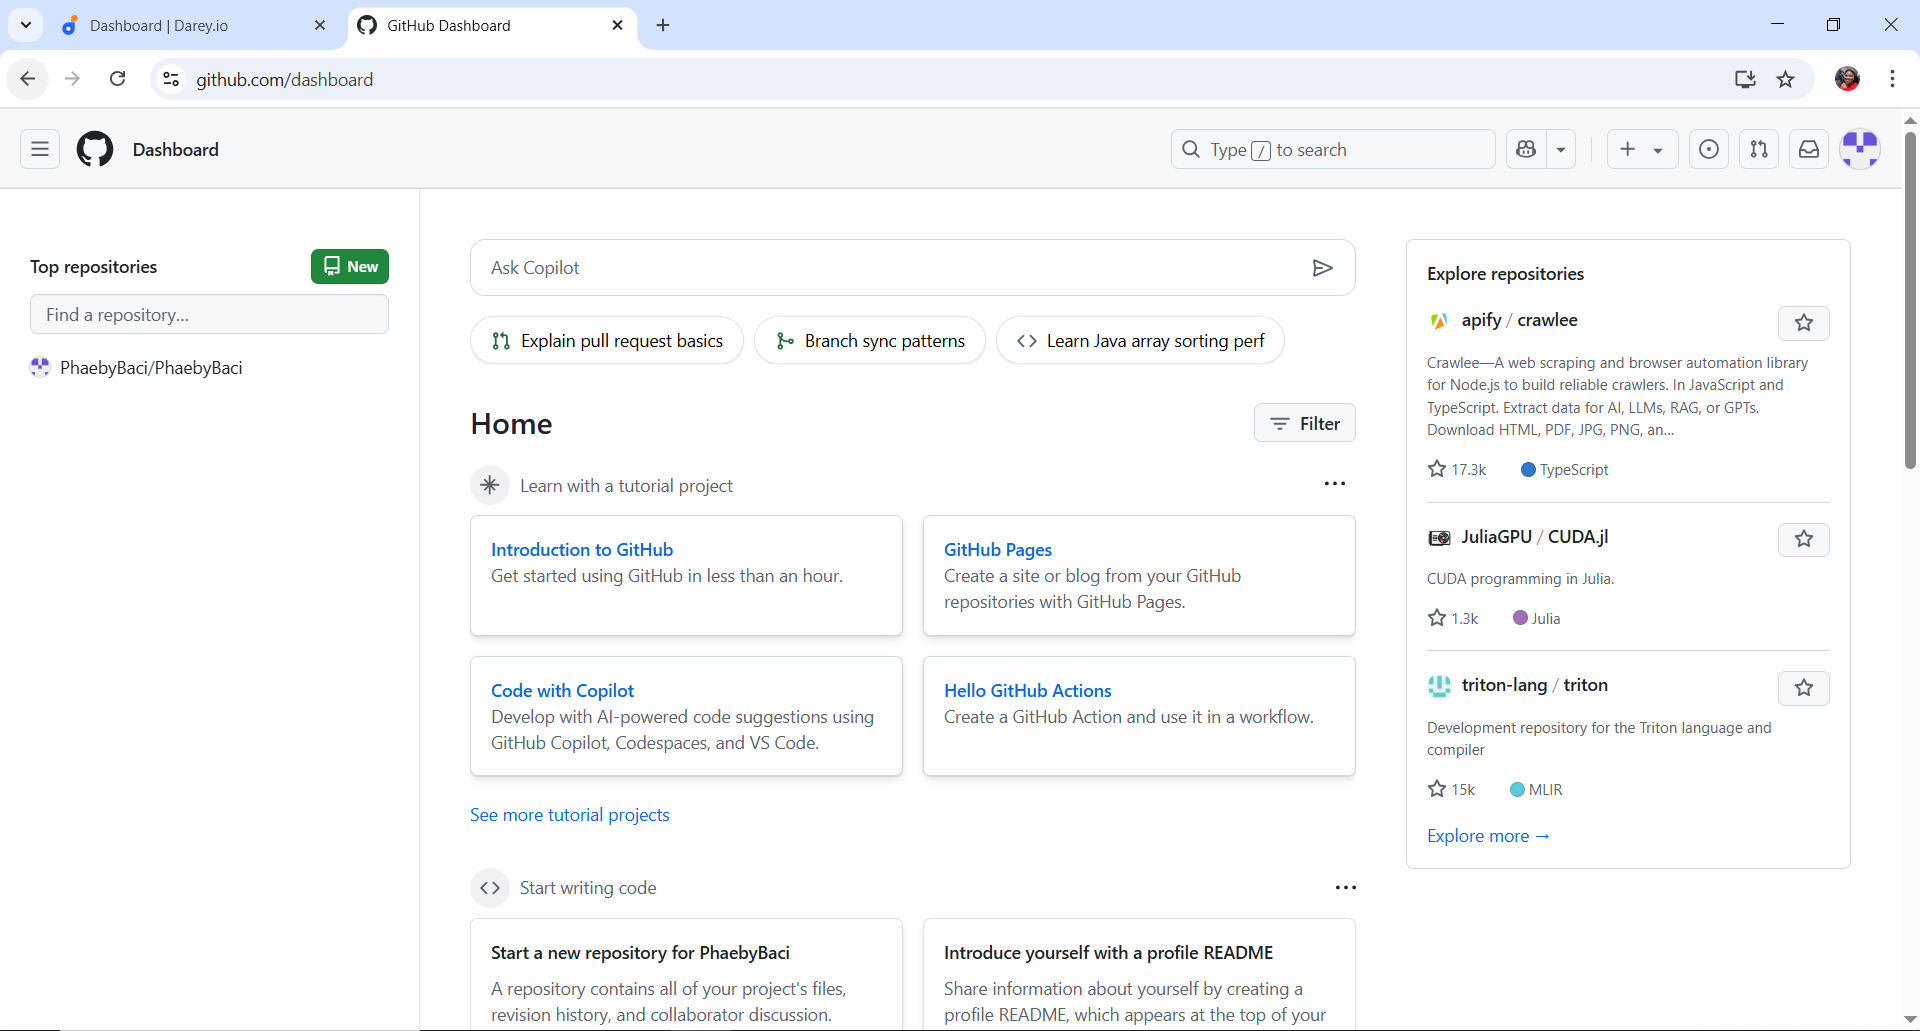 Dashboard | Darey.io
GitHub Dashboard
github.com/dashboard
Dashboard
Type / to search
Top repositories
New
Find a repository...
PhaebyBaci/PhaebyBaci
Ask Copilot
Explain pull request basics
Branch sync patterns
Learn Java array sorting perf
Home
Filter
Learn with a tutorial project
Introduction to GitHub
Get started using GitHub in less than an hour.
GitHub Pages
Create a site or blog from your GitHub
repositories with GitHub Pages.
Code with Copilot
Develop with AI-powered code suggestions using
GitHub Copilot, Codespaces, and VS Code.
Hello GitHub Actions
Create a GitHub Action and use it in a workflow.
See more tutorial projects
Start writing code
Start a new repository for PhaebyBaci
A repository contains all of your project's files,
revision history, and collaborator discussion.
Introduce yourself with a profile README
Share information about yourself by creating a
profile README, which appears at the top of your
Explore repositories
apify / crawlee
Crawlee—A web scraping and browser automation library
for Node.js to build reliable crawlers. In JavaScript and
TypeScript. Extract data for AI, LLMs, RAG, or GPTs.
Download HTML, PDF, JPG, PNG, an...
17.3k
TypeScript
JuliaGPU / CUDA.jl
CUDA programming in Julia.
1.3k
Julia
triton-lang / triton
Development repository for the Triton language and
compiler
15k
MLIR
Explore more →